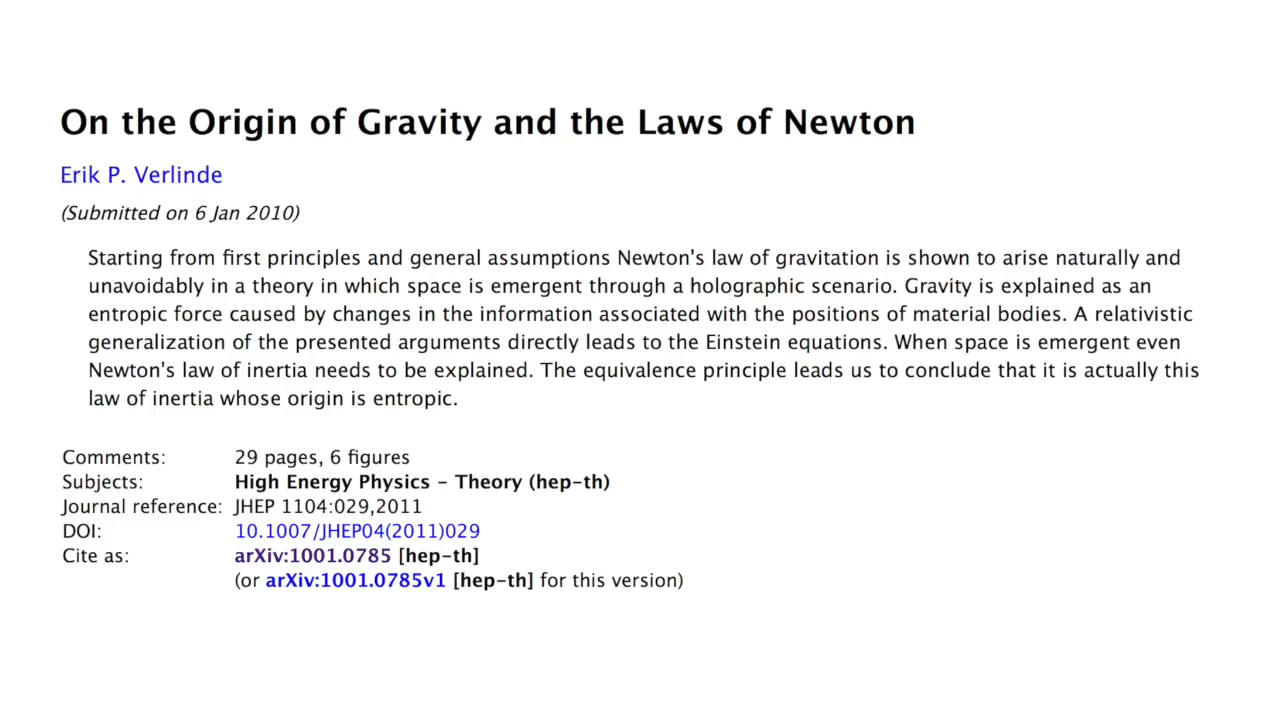 On the Origin of Gravity and the Laws of Newton
Erik P. Verlinde
(Submitted on 6 Jan 2010)
Starting from first principles and general assumptions Newton's law of gravitation is shown to arise naturally and
unavoidably in a theory in which space is emergent through a holographic scenario. Gravity is explained as an
entropic force caused by changes in the information associated with the positions of material bodies. A relativistic
generalization of the presented arguments directly leads to the Einstein equations. When space is emergent even
Newton's law of inertia needs to be explained. The equivalence principle leads us to conclude that it is actually this
law of inertia whose origin is entropic.
Comments: 29 pages, 6 figures
Subjects: High Energy Physics - Theory (hep-th)
Journal reference: JHEP 1104:029,2011
DOI: 10.1007/JHEP04(2011)029
Cite as: arXiv:1001.0785 [hep-th]
(or arXiv:1001.0785v1 [hep-th] for this version)